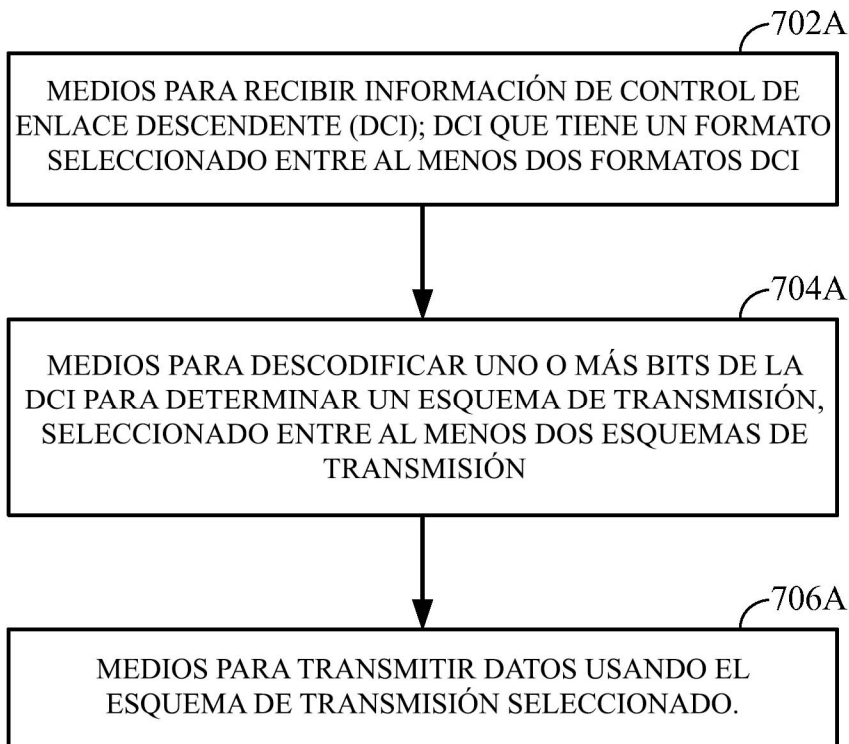 702A
MEDIOS PARA RECIBIR INFORMACIÓN DE CONTROL DE
ENLACE DESCENDENTE (DCI); DCI QUE TIENE UN FORMATO
SELECCIONADO ENTRE AL MENOS DOS FORMATOS DCI
704A
MEDIOS PARA DESCODIFICAR UNO O MÁS BITS DE LA
DCI PARA DETERMINAR UN ESQUEMA DE TRANSMISIÓN,
SELECCIONADO ENTRE AL MENOS DOS ESQUEMAS DE
TRANSMISIÓN
706A
MEDIOS PARA TRANSMITIR DATOS USANDO EL
ESQUEMA DE TRANSMISIÓN SELECCIONADO.